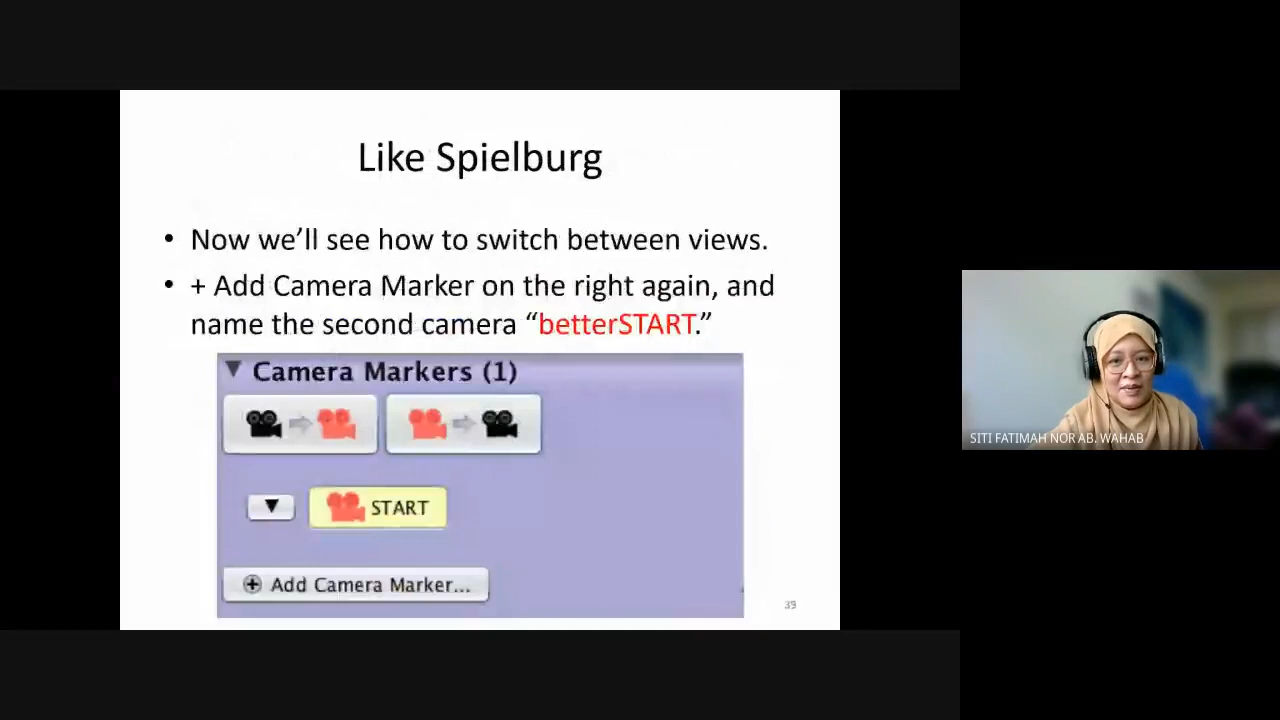 Like Spielburg
• Now we’ll see how to switch between views.
• + Add Camera Marker on the right again, and
name the second camera “betterSTART.”
Camera Markers (1)
START
Add Camera Marker...
39
SITI FATIMAH NOR AB. WAHAB